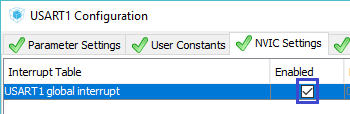 USART1 Configuration
Parameter Settings User Constants NVIC Settings
Interrupt Table Enabled
USART1 global interrupt